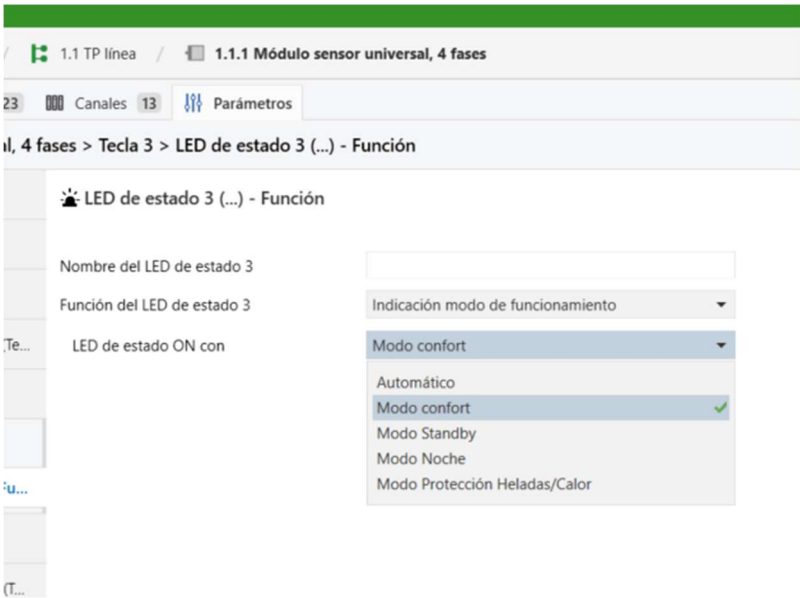 / 1.1 TP línea / 1.1.1 Módulo sensor universal, 4 fases
23 Canales 13 Parámetros
al, 4 fases > Tecla 3 > LED de estado 3 (...) - Función
LED de estado 3 (...) - Función
Nombre del LED de estado 3
Función del LED de estado 3 Indicación modo de funcionamiento
(Te... LED de estado ON con Modo confort
Automático
Modo confort
Modo Standby
Modo Noche
Fu... Modo Protección Heladas/Calor
(T...